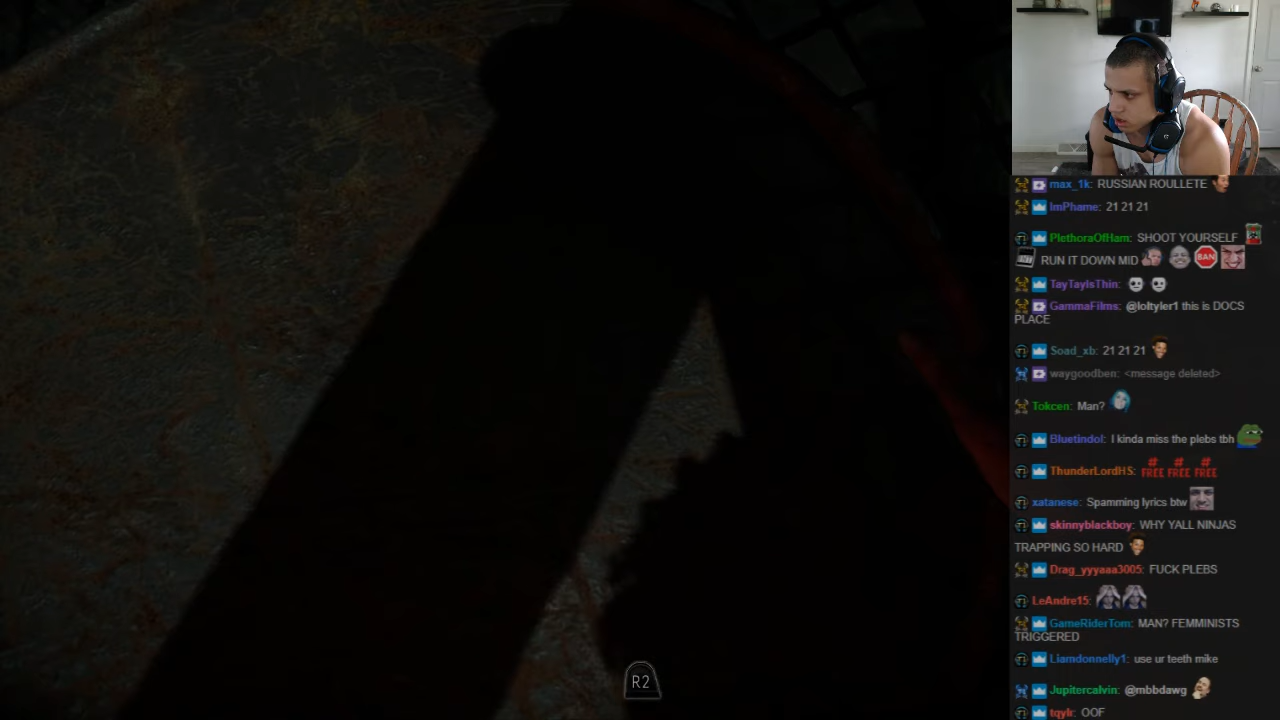 max_1k: RUSSIAN ROULLETE
ImPhame: 21 21 21
PlethoraOfHam: SHOOT YOURSELF
RUN IT DOWN MID BAN
TayTayIsThin:
GammaFilms: @loltyler1 this is DOCS
PLACE
Soad_xb: 21 21 21
waygoodben: <message deleted>
Tokcen: Man?
Bluetindol: I kinda miss the plebs tbh
ThunderLordHS: # FREE # FREE # FREE
xatanese: Spamming lyrics btw
skinnyblackboy: WHY YALL NINJAS
TRAPPING SO HARD
Drag_yyyaaa3005: FUCK PLEBS
LeAndre15:
GameRiderTom: MAN? FEMMINISTS
TRIGGERED
Liamdonnelly1: use ur teeth mike
Jupitercalvin: @mbbdawg
tqylr: OOF
R2